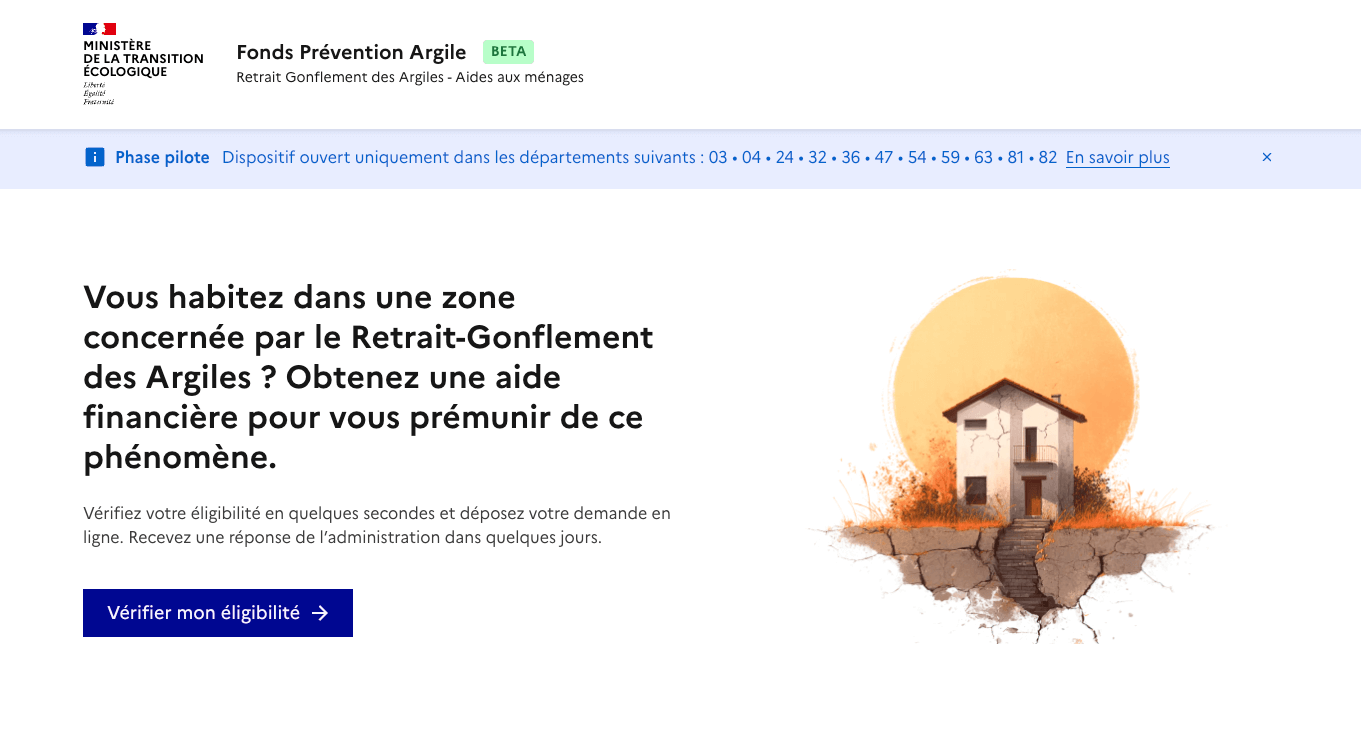 MINISTÈRE
DE LA TRANSITION
ÉCOLOGIQUE
Liberté
Égalité
Fraternité
Fonds Prévention Argile BETA
Retrait Gonflement des Argiles - Aides aux ménages
Phase pilote Dispositif ouvert uniquement dans les départements suivants : 03 • 04 • 24 • 32 • 36 • 47 • 54 • 59 • 63 • 81 • 82 En savoir plus
Vous habitez dans une zone
concernée par le Retrait-Gonflement
des Argiles ? Obtenez une aide
financière pour vous prémunir de ce
phénomène.
Vérifiez votre éligibilité en quelques secondes et déposez votre demande en
ligne. Recevez une réponse de l’administration dans quelques jours.
Vérifier mon éligibilité →